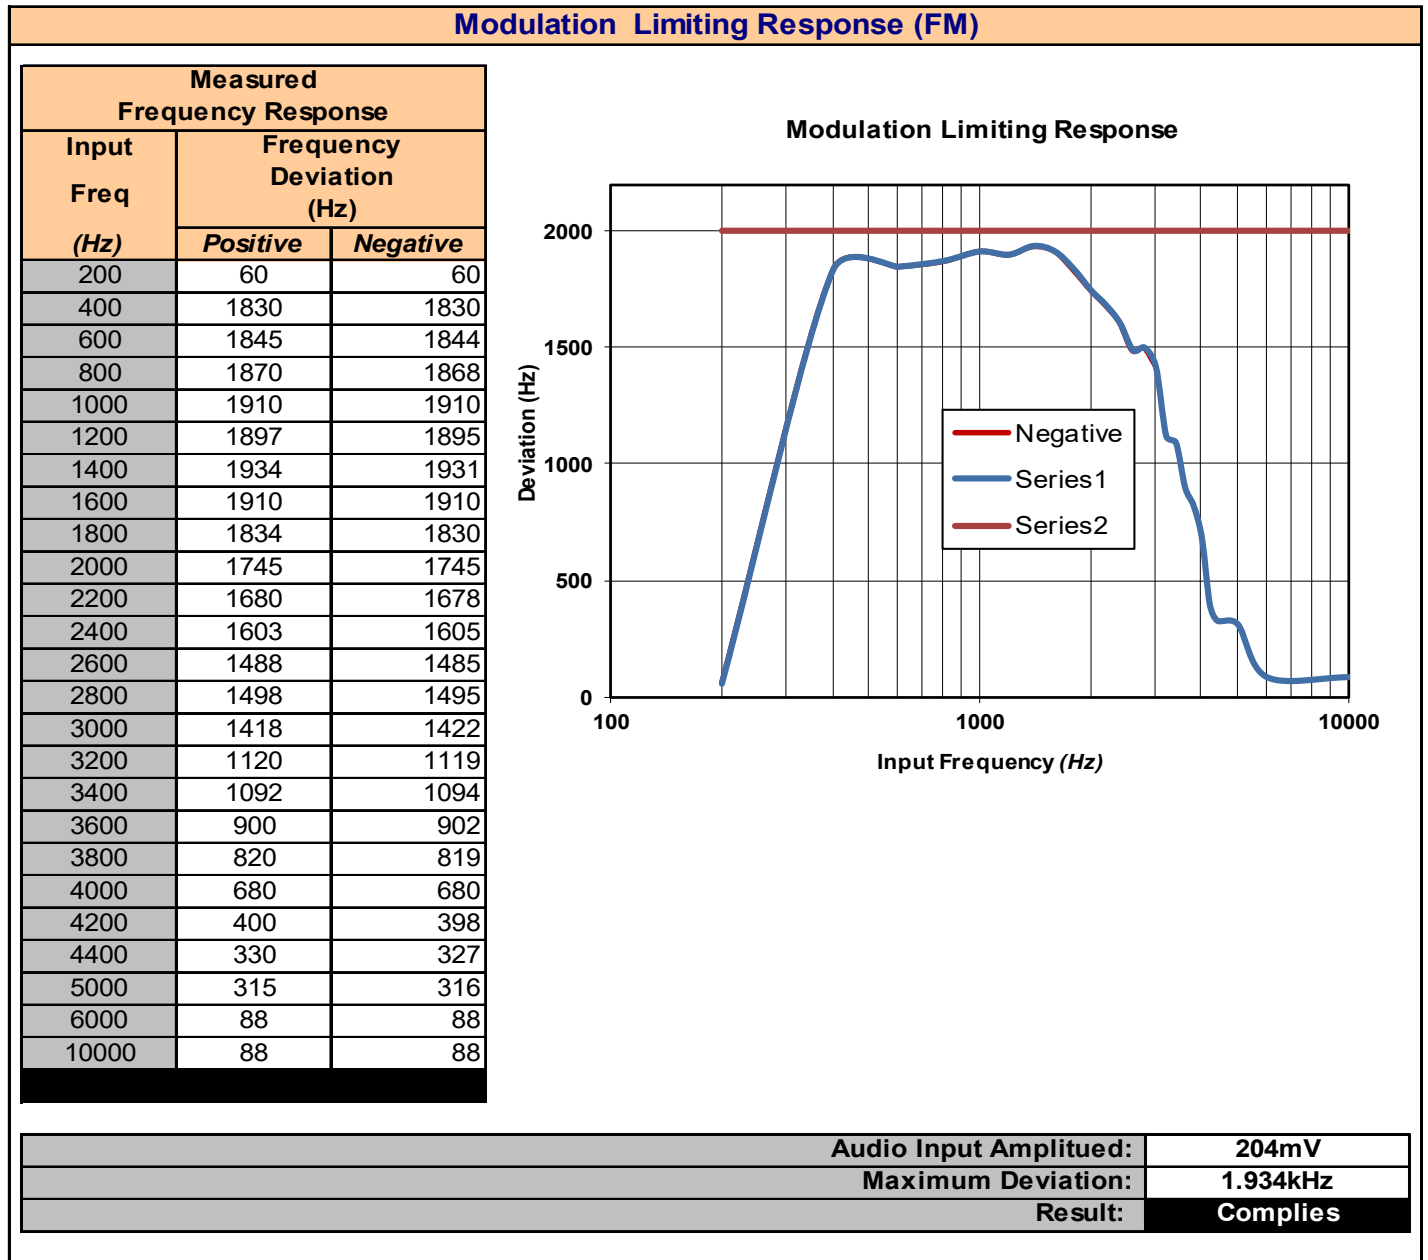 Modulation  Limiting Response (FM)
Measured
Frequency Response
Input
Freq
(Hz)
Frequency
Deviation
(Hz)
Positive Negative
200 60 60
400 1830 1830
600 1845 1844
800 1870 1868
1000 1910 1910
1200 1897 1895
1400 1934 1931
1600 1910 1910
1800 1834 1830
2000 1745 1745
2200 1680 1678
2400 1603 1605
2600 1488 1485
2800 1498 1495
3000 1418 1422
3200 1120 1119
3400 1092 1094
3600 900 902
3800 820 819
4000 680 680
4200 400 398
4400 330 327
5000 315 316
6000 88 88
10000 88 88
Modulation Limiting Response
Deviation (Hz)
2000
1500
1000
500
0
100 1000 10000
Input Frequency (Hz)
Negative
Series1
Series2
Audio Input Amplitued: 204mV
Maximum Deviation: 1.934kHz
Result: Complies